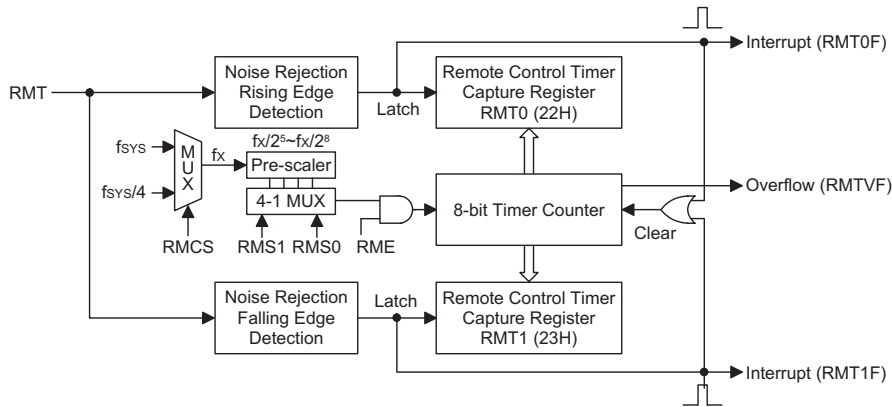 Interrupt (RMT0F)
Noise Rejection
Rising Edge
Detection
Remote Control Timer
Capture Register
RMT0 (22H)
RMT
Latch
fSYS
MUX
fX
fX/2⁵~fX/2⁸
Pre-scaler
fSYS/4
4-1 MUX
8-bit Timer Counter
Overflow (RMTVF)
Clear
RMCS
RMS1
RMS0
RME
Noise Rejection
Falling Edge
Detection
Latch
Remote Control Timer
Capture Register
RMT1 (23H)
Interrupt (RMT1F)